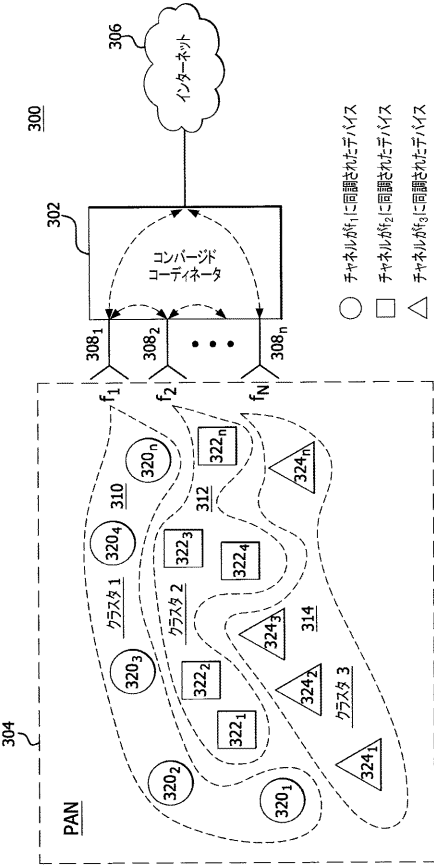 300
306
インターネット
302
コンバージド
コーディネータ
308₁
308₂
308ₙ
f₁
f₂
f_N
304
PAN
310
クラスタ 1
320₁
320₂
320₃
320₄
320ₙ
312
クラスタ 2
322₁
322₂
322₃
322₄
322ₙ
314
クラスタ 3
324₁
324₂
324₃
324ₙ
チャネルがf₁に同調されたデバイス
チャネルがf₂に同調されたデバイス
チャネルがf₃に同調されたデバイス